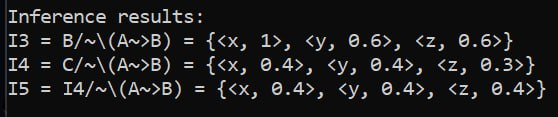 Inference results:
I3 = B/~\(A~>B) = {<x, 1>, <y, 0.6>, <z, 0.6>}
I4 = C/~\(A~>B) = {<x, 0.4>, <y, 0.4>, <z, 0.3>}
I5 = I4/~\(A~>B) = {<x, 0.4>, <y, 0.4>, <z, 0.4>}